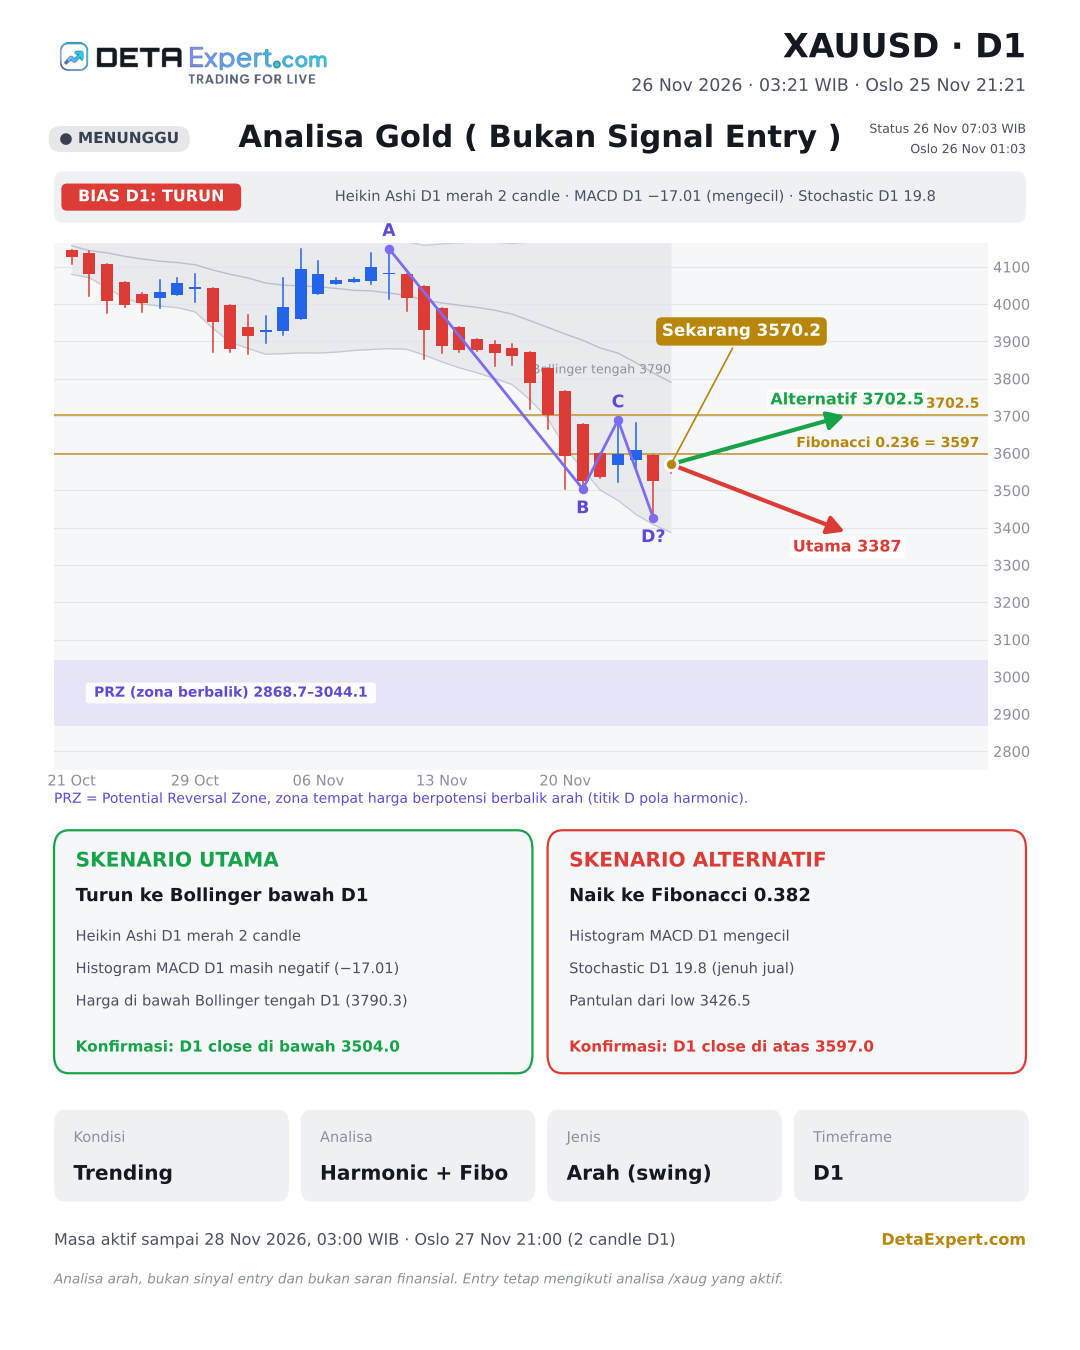 DETA Expert.com
TRADING FOR LIVE
XAUUSD · D1
26 Nov 2026 · 03:21 WIB · Oslo 25 Nov 21:21
● MENUNGGU
Analisa Gold ( Bukan Signal Entry )
Status 26 Nov 07:03 WIB
Oslo 26 Nov 01:03
BIAS D1: TURUN
Heikin Ashi D1 merah 2 candle · MACD D1 −17.01 (mengecil) · Stochastic D1 19.8
A
4100
4000
3900
Sekarang 3570.2
Bollinger tengah 3790
3800
C
Alternatif 3702.5
3702.5
3700
Fibonacci 0.236 = 3597
3600
B
3500
D?
3400
Utama 3387
3300
3200
3100
3000
PRZ (zona berbalik) 2868.7–3044.1
2900
2800
21 Oct
29 Oct
06 Nov
13 Nov
20 Nov
PRZ = Potential Reversal Zone, zona tempat harga berpotensi berbalik arah (titik D pola harmonic).
SKENARIO UTAMA
Turun ke Bollinger bawah D1
Heikin Ashi D1 merah 2 candle
Histogram MACD D1 masih negatif (−17.01)
Harga di bawah Bollinger tengah D1 (3790.3)
Konfirmasi: D1 close di bawah 3504.0
SKENARIO ALTERNATIF
Naik ke Fibonacci 0.382
Histogram MACD D1 mengecil
Stochastic D1 19.8 (jenuh jual)
Pantulan dari low 3426.5
Konfirmasi: D1 close di atas 3597.0
Kondisi
Trending
Analisa
Harmonic + Fibo
Jenis
Arah (swing)
Timeframe
D1
Masa aktif sampai 28 Nov 2026, 03:00 WIB · Oslo 27 Nov 21:00 (2 candle D1)
DetaExpert.com
Analisa arah, bukan sinyal entry dan bukan saran finansial. Entry tetap mengikuti analisa /xaug yang aktif.